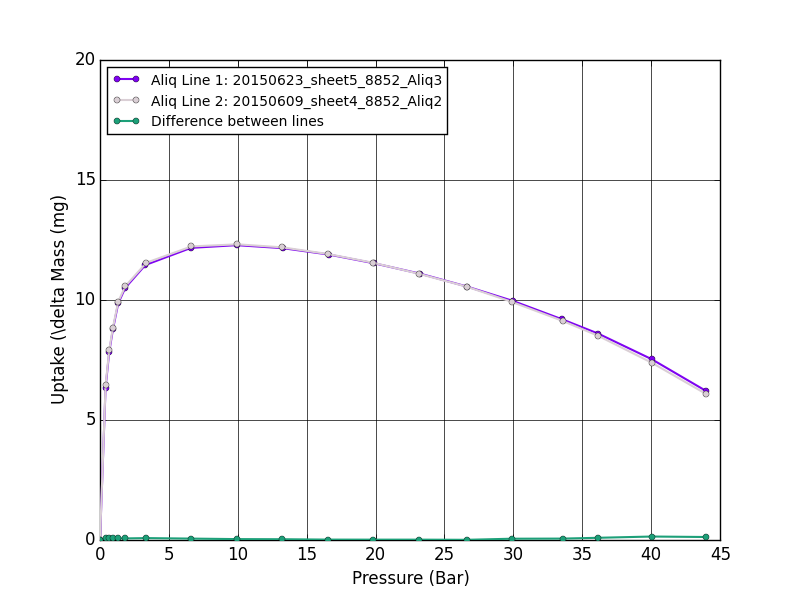 20
15
10
5
0
Uptake (\delta Mass (mg)
Aliq Line 1: 20150623_sheet5_8852_Aliq3
Aliq Line 2: 20150609_sheet4_8852_Aliq2
Difference between lines
0 5 10 15 20 25 30 35 40 45
Pressure (Bar)